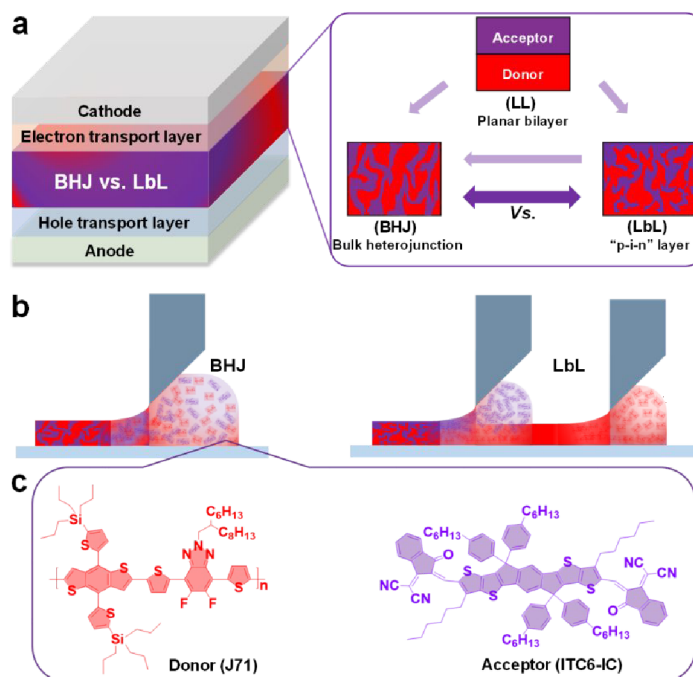 a
Cathode
Electron transport layer
BHJ vs. LbL
Hole transport layer
Anode
Acceptor
Donor
(LL)
Planar bilayer
Vs.
(BHJ)
Bulk heterojunction
(LbL)
"p-i-n" layer
b
BHJ
LbL
c
Si
S
S
S
S
S
Si
C6H13
C8H13
N
N
N
F
F
S
n
Donor (J71)
C6H13
C6H13
O
NC
CN
S
S
S
S
C6H13
C6H13
NC
CN
O
Acceptor (ITC6-IC)